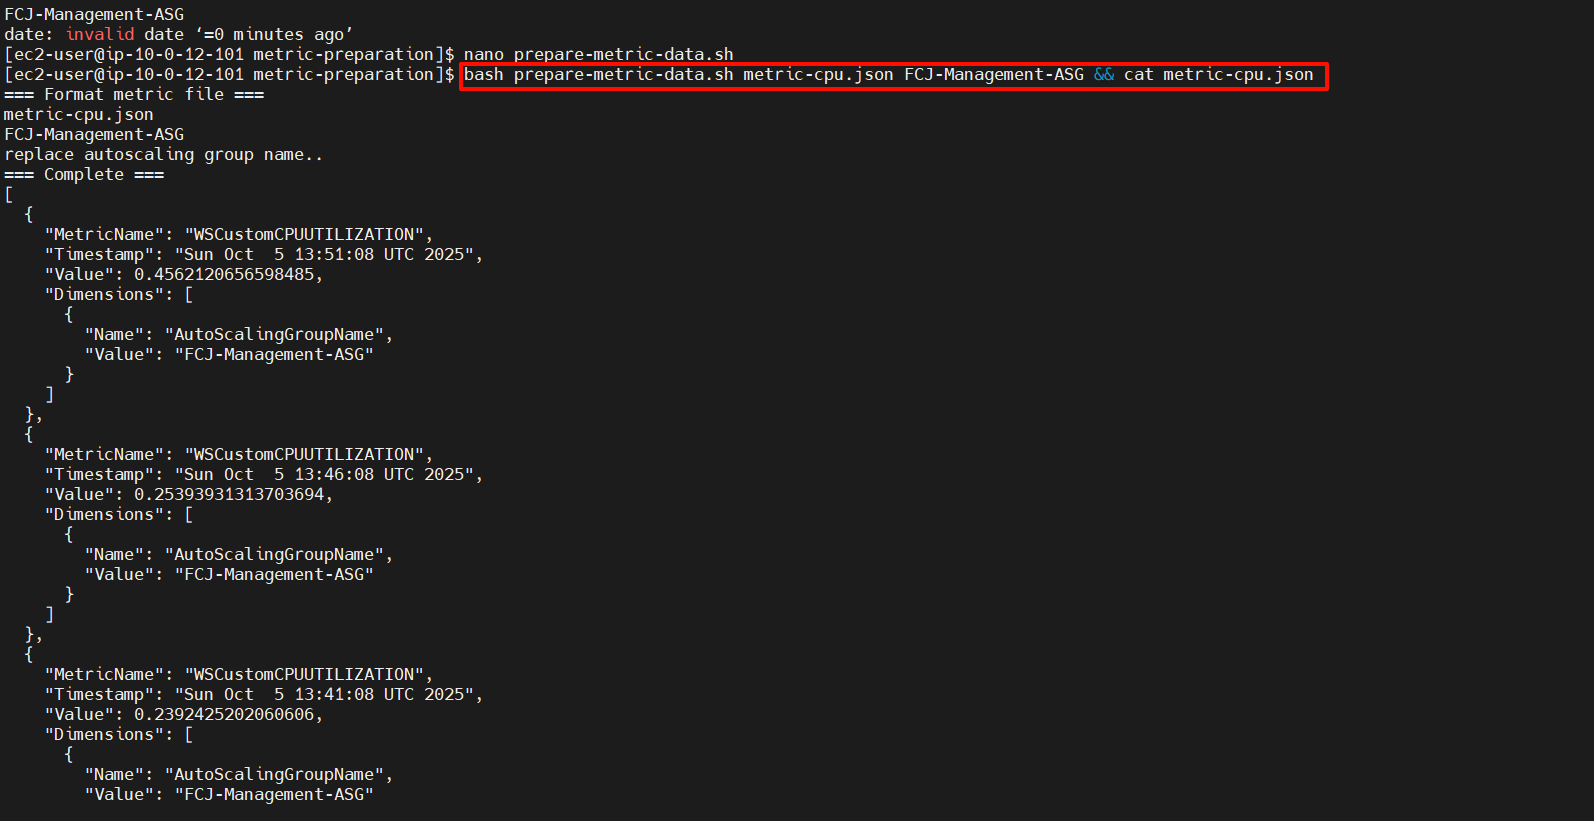 FCJ-Management-ASG
date: invalid date ‘=0 minutes ago’
[ec2-user@ip-10-0-12-101 metric-preparation]$ nano prepare-metric-data.sh
[ec2-user@ip-10-0-12-101 metric-preparation]$ bash prepare-metric-data.sh metric-cpu.json FCJ-Management-ASG && cat metric-cpu.json
=== Format metric file ===
metric-cpu.json
FCJ-Management-ASG
replace autoscaling group name..
=== Complete ===
[
  {
    "MetricName": "WSCustomCPUUTILIZATION",
    "Timestamp": "Sun Oct  5 13:51:08 UTC 2025",
    "Value": 0.4562120656598485,
    "Dimensions": [
      {
        "Name": "AutoScalingGroupName",
        "Value": "FCJ-Management-ASG"
      }
    ]
  },
  {
    "MetricName": "WSCustomCPUUTILIZATION",
    "Timestamp": "Sun Oct  5 13:46:08 UTC 2025",
    "Value": 0.25393931313703694,
    "Dimensions": [
      {
        "Name": "AutoScalingGroupName",
        "Value": "FCJ-Management-ASG"
      }
    ]
  },
  {
    "MetricName": "WSCustomCPUUTILIZATION",
    "Timestamp": "Sun Oct  5 13:41:08 UTC 2025",
    "Value": 0.2392425202060606,
    "Dimensions": [
      {
        "Name": "AutoScalingGroupName",
        "Value": "FCJ-Management-ASG"